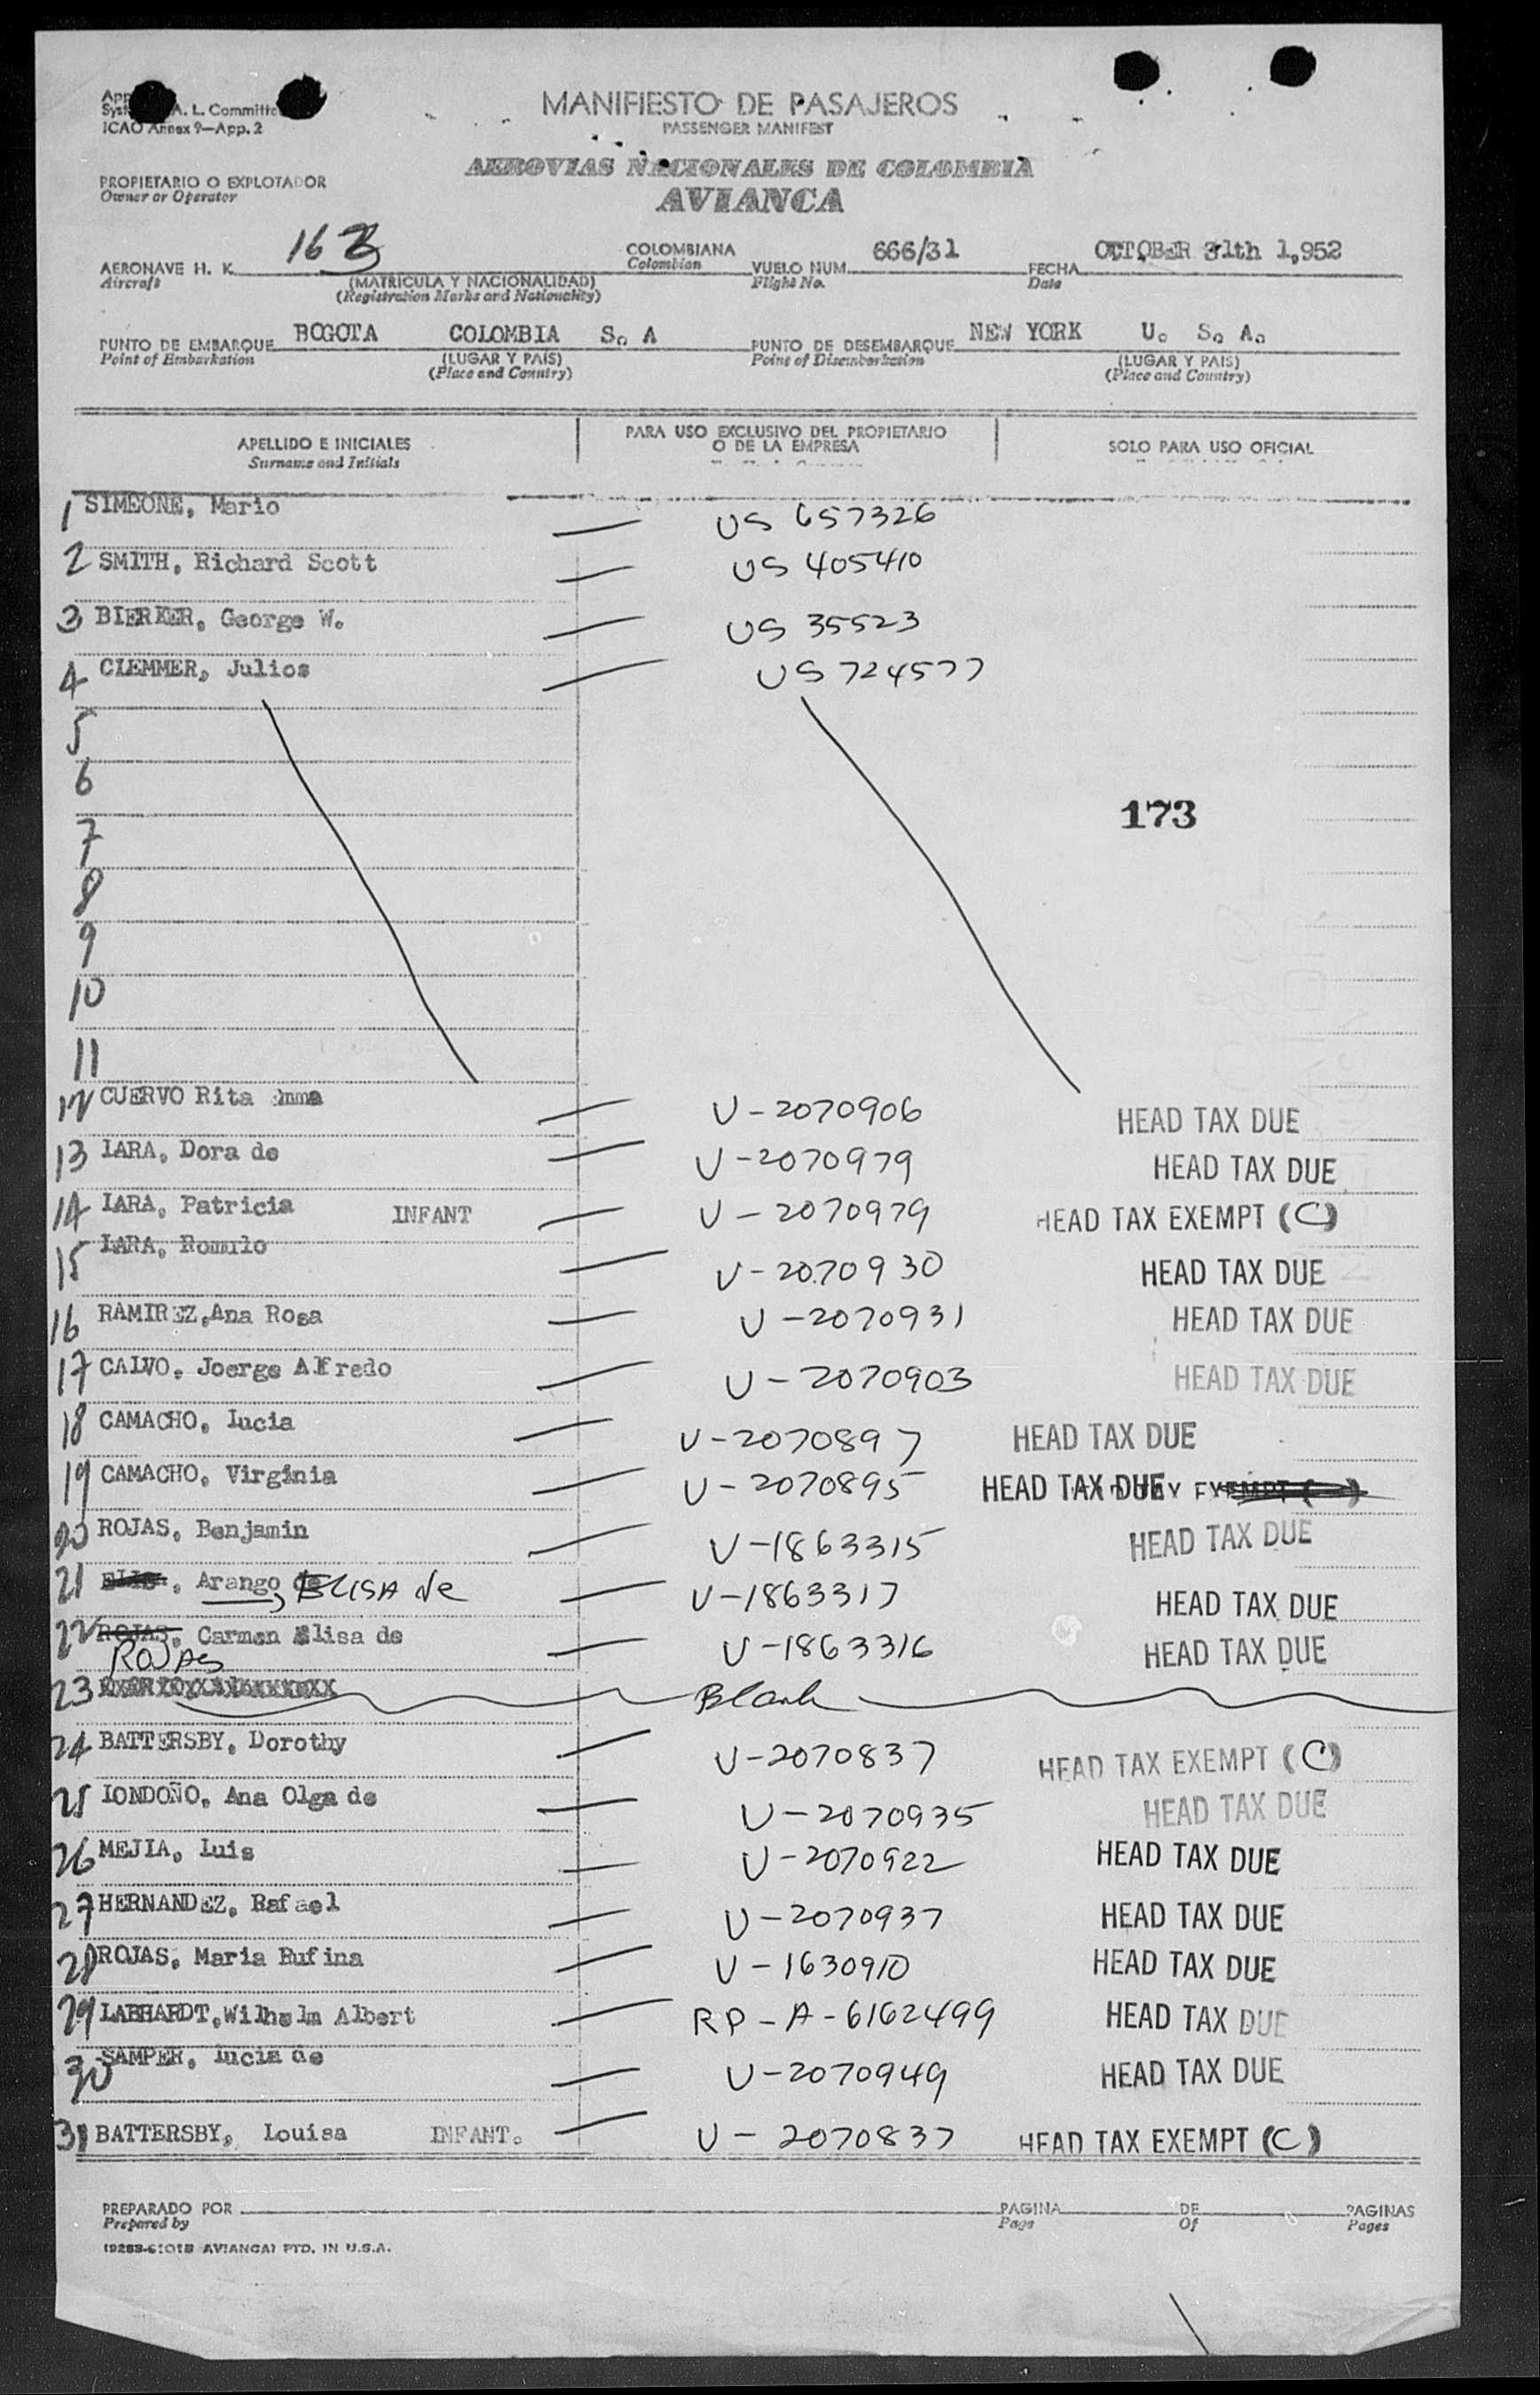 A. L. Committe
ICAO Annex 9—App. 2
MANIFIESTO DE PASAJEROS
PASSENGER MANIFEST
AEROVIAS NACIONALES DE COLOMBIA
AVIANCA
PROPIETARIO O EXPLOTADOR
Owner or Operator
AERONAVE H. K. 163 COLOMBIANA VUELO NUM. 666/31 FECHA OCTOBER 31th 1,952
Aircraft (MATRICULA Y NACIONALIDAD) Colombian Flight No. Date
(Registration Marks and Nationality)
PUNTO DE EMBARQUE BOGOTA COLOMBIA S. A PUNTO DE DESEMBARQUE NEW YORK U. S. A.
Point of Embarkation (LUGAR Y PAIS) Point of Disembarkation (LUGAR Y PAIS)
(Place and Country) (Place and Country)
APELLIDO E INICIALES PARA USO EXCLUSIVO DEL PROPIETARIO O DE LA EMPRESA SOLO PARA USO OFICIAL
Surname and Initials
1 SIMEONE, Mario — US 657326
2 SMITH, Richard Scott — US 405410
3 BIERKER, George W. — US 35523
4 CLEMMER, Julios — US 724577
5
6
173
7
8
9
10
11
12 CUERVO Rita — U-2070906 HEAD TAX DUE
13 LARA, Dora de — U-2070979 HEAD TAX DUE
14 LARA, Patricia INFANT — U-2070979 HEAD TAX EXEMPT (C)
15 LARA, Romulo — U-2070930 HEAD TAX DUE
16 RAMIREZ,Ana Rosa — U-2070931 HEAD TAX DUE
17 CALVO, Joerge Alfredo — U-2070903 HEAD TAX DUE
18 CAMACHO, Lucia — U-2070897 HEAD TAX DUE
19 CAMACHO, Virginia — U-2070895 HEAD TAX DUE
20 ROJAS, Benjamin — U-1863315 HEAD TAX DUE
21 , Arango, ELISA de — U-1863317 HEAD TAX DUE
22 ROJAS, Carmen Elisa de — U-1863316 HEAD TAX DUE
ROJAS
23 Blank
24 BATTERSBY, Dorothy — U-2070837 HEAD TAX EXEMPT (C)
25 LONDOÑO, Ana Olga de — U-2070935 HEAD TAX DUE
26 MEJIA, Luis — U-2070922 HEAD TAX DUE
27 HERNANDEZ, Rafael — U-2070937 HEAD TAX DUE
28 ROJAS, Maria Rufina — U-1630910 HEAD TAX DUE
29 LABHARDT,Wilhelm Albert — RP-A-6162499 HEAD TAX DUE
30 SAMPER, Lucia de — U-2070949 HEAD TAX DUE
31 BATTERSBY, Louisa INFANT. — U-2070837 HEAD TAX EXEMPT (C)
PREPARADO POR PAGINA DE PAGINAS
Prepared by Page Of Pages
AVIANCA) PTD. IN U.S.A.